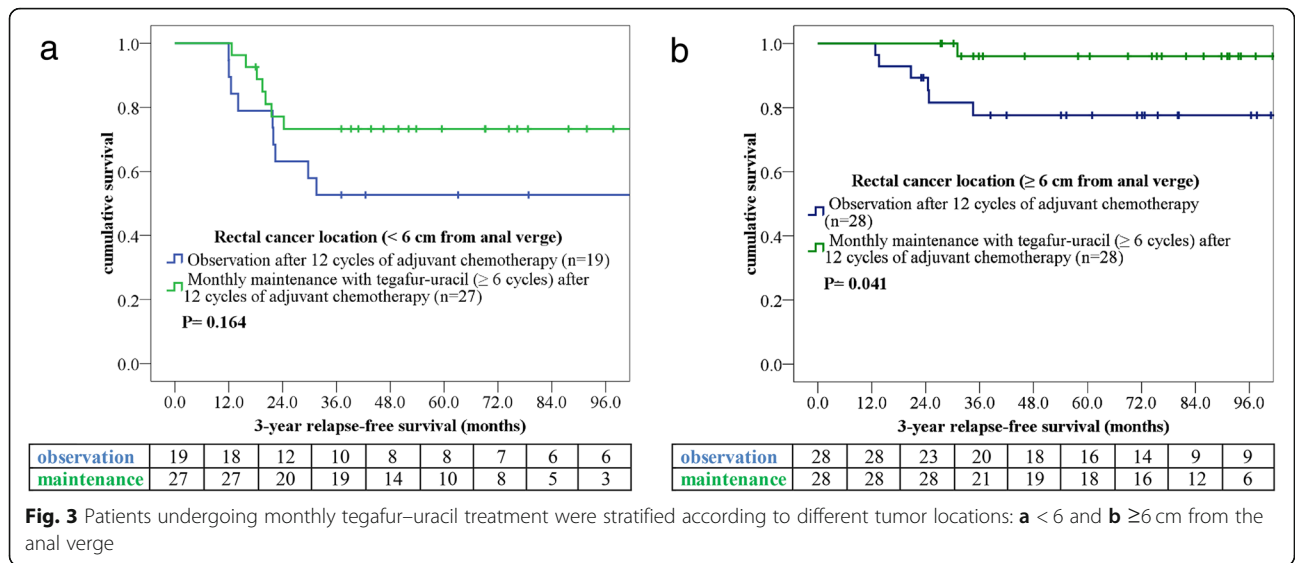 a
cumulative survival
1.0
0.8
0.6
0.4
0.2
0.0
Rectal cancer location (< 6 cm from anal verge)
Observation after 12 cycles of adjuvant chemotherapy (n=19)
Monthly maintenance with tegafur-uracil (≥ 6 cycles) after
12 cycles of adjuvant chemotherapy (n=27)
P= 0.164
0.0 12.0 24.0 36.0 48.0 60.0 72.0 84.0 96.0
3-year relapse-free survival (months)
observation 19 18 12 10 8 8 7 6 6
maintenance 27 27 20 19 14 10 8 5 3
b
cumulative survival
1.0
0.8
0.6
0.4
0.2
0.0
Rectal cancer location (≥ 6 cm from anal verge)
Observation after 12 cycles of adjuvant chemotherapy
(n=28)
Monthly maintenance with tegafur-uracil (≥ 6 cycles) after
12 cycles of adjuvant chemotherapy (n=28)
P= 0.041
0.0 12.0 24.0 36.0 48.0 60.0 72.0 84.0 96.0
3-year relapse-free survival (months)
observation 28 28 23 20 18 16 14 9 9
maintenance 28 28 28 21 19 18 16 12 6
Fig. 3 Patients undergoing monthly tegafur–uracil treatment were stratified according to different tumor locations: a < 6 and b ≥6 cm from the
anal verge